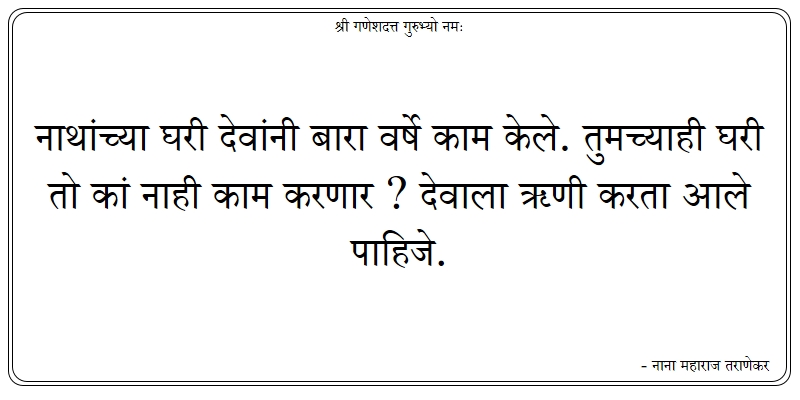 श्री गणेशदत्त गुरुभ्यो नमः
नाथांच्या घरी देवांनी बारा वर्षे काम केले. तुमच्याही घरी
तो कां नाही काम करणार ? देवाला ऋणी करता आले
पाहिजे.
- नाना महाराज तराणेकर